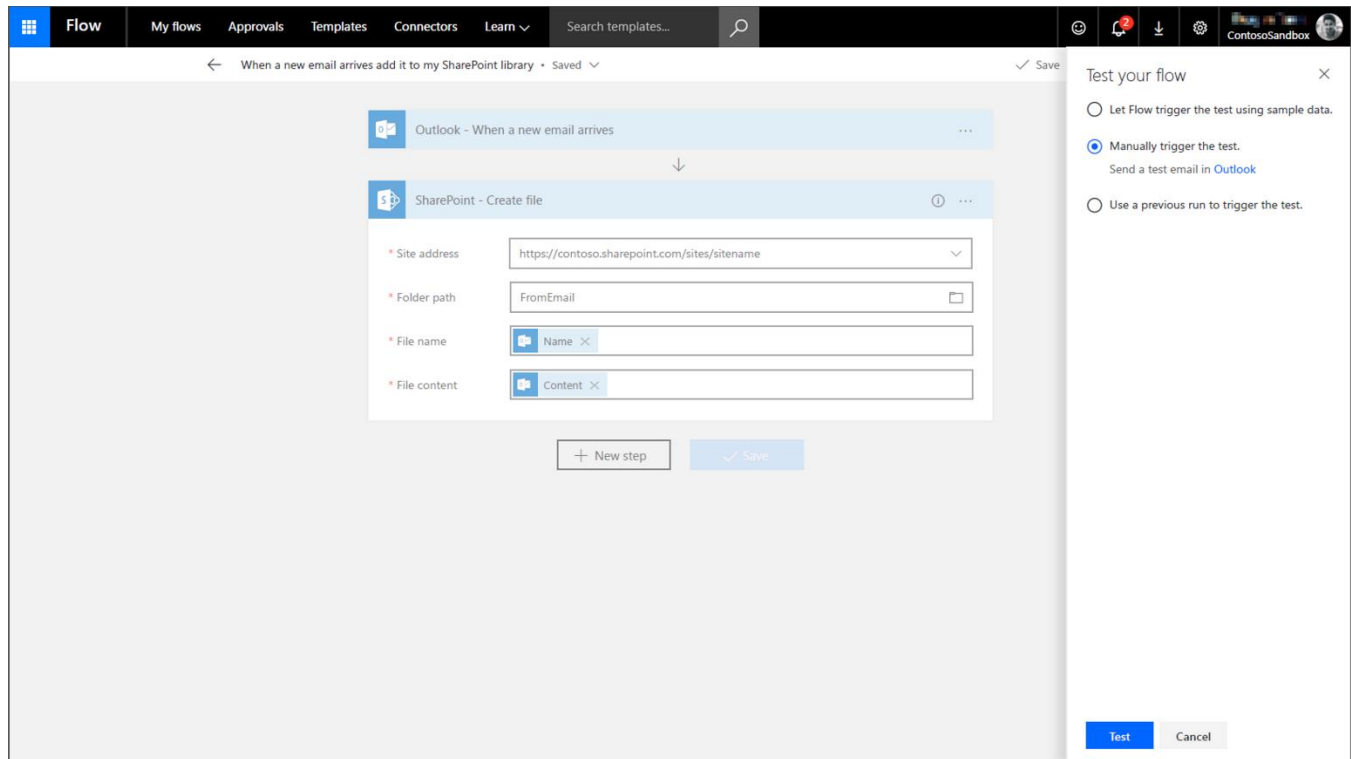 Flow My flows Approvals Templates Connectors Learn Search templates... 2 ContosoSandbox
When a new email arrives add it to my SharePoint library • Saved Save
Outlook - When a new email arrives ...
SharePoint - Create file ...
* Site address https://contoso.sharepoint.com/sites/sitename
* Folder path FromEmail
* File name Name
* File content Content
New step Save
Test your flow
Let Flow trigger the test using sample data.
Manually trigger the test.
Send a test email in Outlook
Use a previous run to trigger the test.
Test Cancel